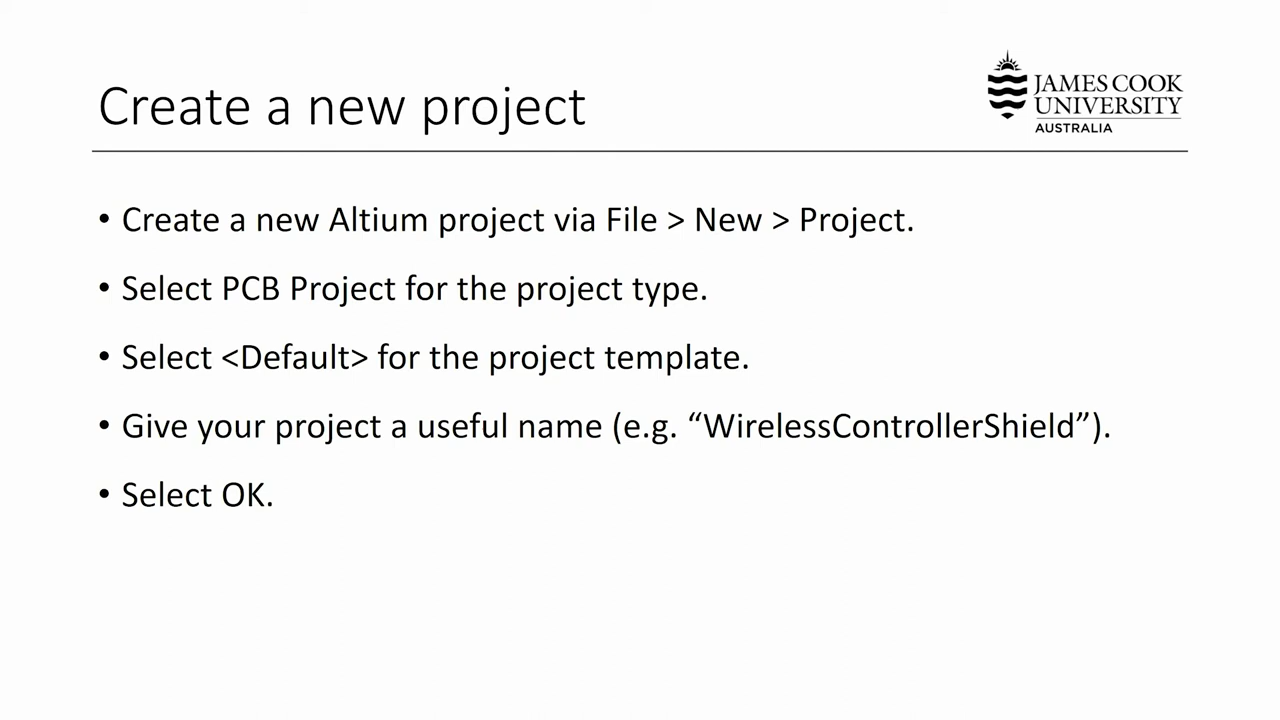 Create a new project
JAMES COOK
UNIVERSITY
AUSTRALIA
• Create a new Altium project via File > New > Project.
• Select PCB Project for the project type.
• Select <Default> for the project template.
• Give your project a useful name (e.g. “WirelessControllerShield”).
• Select OK.